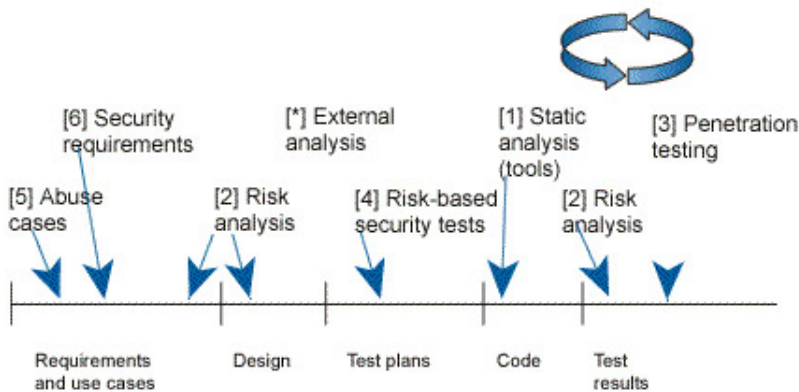 [6] Security
requirements
[*] External
analysis
[1] Static
analysis
(tools)
[3] Penetration
testing
[5] Abuse
cases
[2] Risk
analysis
[4] Risk-based
security tests
[2] Risk
analysis
Requirements
and use cases
Design
Test plans
Code
Test
results